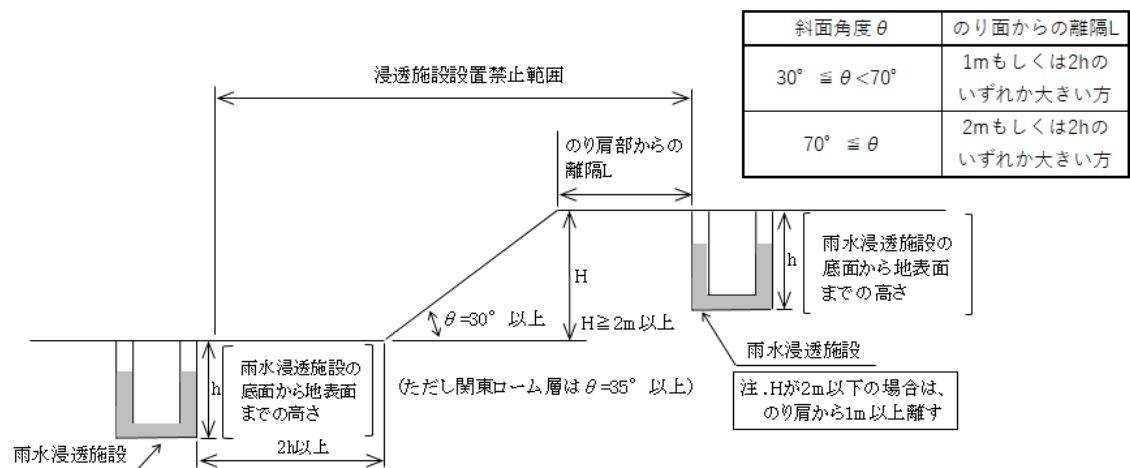 斜面角度θ
のり面からの離隔L
30° ≦θ<70°
1mもしくは2hの
いずれか大きい方
70° ≦θ
2mもしくは2hの
いずれか大きい方
浸透施設設置禁止範囲
のり肩部からの
離隔L
H
h
雨水浸透施設の
底面から地表面
までの高さ
θ=30° 以上
H≧2m以上
雨水浸透施設
h
雨水浸透施設の
底面から地表面
までの高さ
(ただし関東ローム層はθ=35° 以上)
注.Hが2m以下の場合は、
のり肩から1m以上離す
2h以上
雨水浸透施設